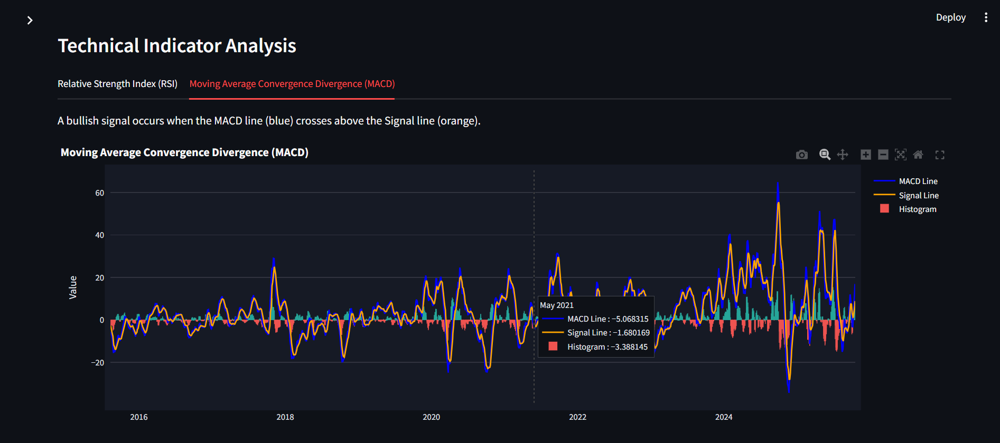 Deploy
Technical Indicator Analysis
Relative Strength Index (RSI) Moving Average Convergence Divergence (MACD)
A bullish signal occurs when the MACD line (blue) crosses above the Signal line (orange).
Moving Average Convergence Divergence (MACD)
MACD Line
Signal Line
Histogram
Value
60
40
20
0
−20
May 2021
MACD Line : −5.068315
Signal Line : −1.680169
Histogram : −3.388145
2016 2018 2020 2022 2024